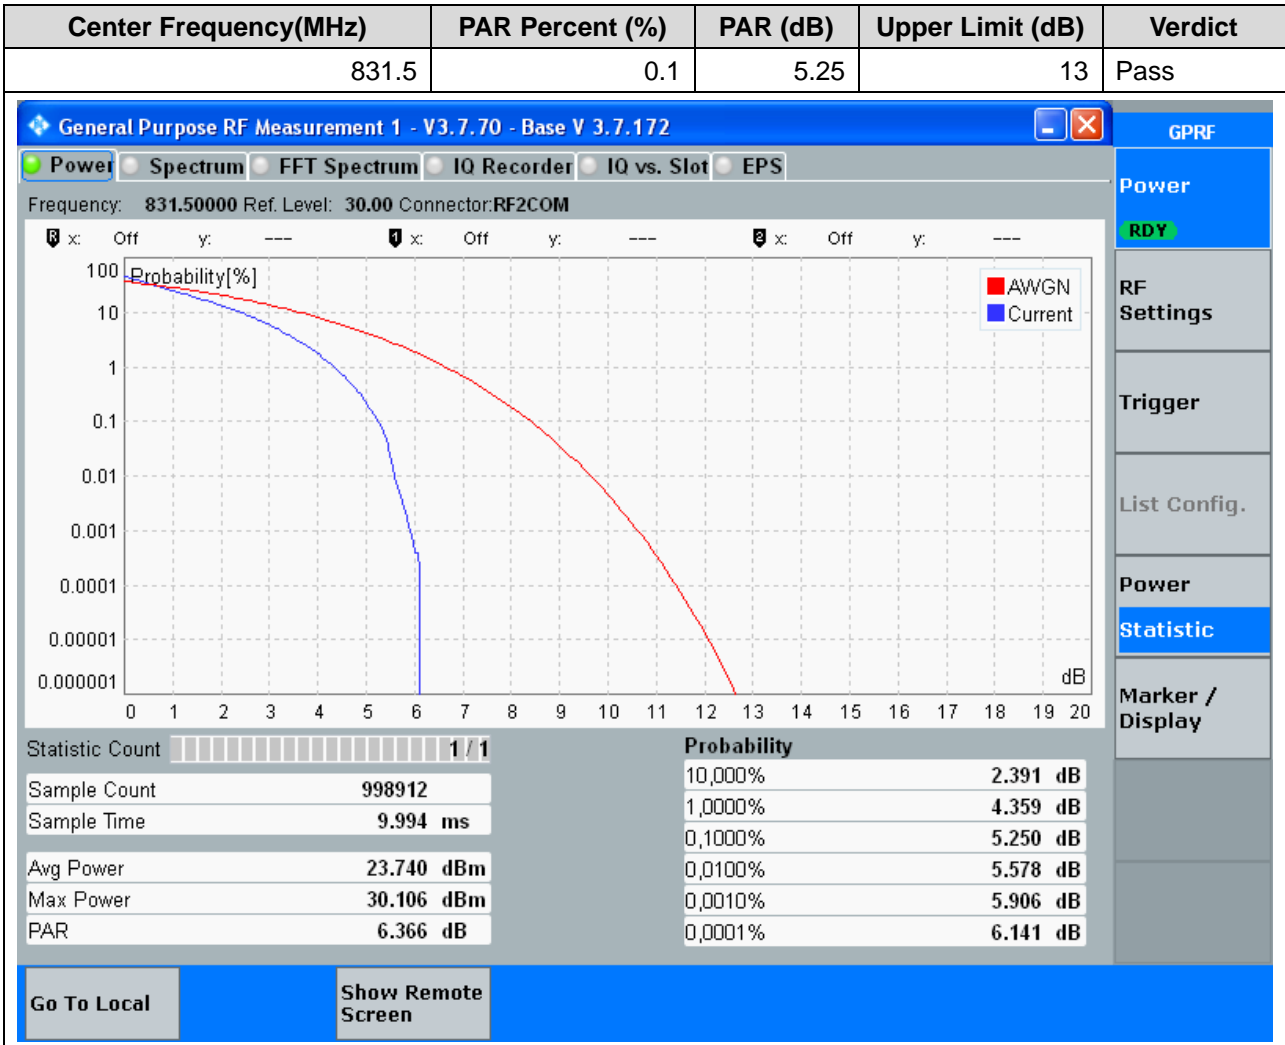 Center Frequency(MHz) PAR Percent (%) PAR (dB) Upper Limit (dB) Verdict
831.5 0.1 5.25 13 Pass
General Purpose RF Measurement 1 - V3.7.70 - Base V 3.7.172
GPRF
Power Spectrum FFT Spectrum IQ Recorder IQ vs. Slot EPS
Frequency: 831.50000 Ref. Level: 30.00 Connector:RF2COM
R x: Off y: --- 1 x: Off y: --- 2 x: Off y: ---
Probability[%]
100
10
1
0.1
0.01
0.001
0.0001
0.00001
0.000001
AWGN
Current
dB
0 1 2 3 4 5 6 7 8 9 10 11 12 13 14 15 16 17 18 19 20
Statistic Count 1 / 1
Sample Count 998912
Sample Time 9.994 ms
Avg Power 23.740 dBm
Max Power 30.106 dBm
PAR 6.366 dB
Probability
10,000% 2.391 dB
1,0000% 4.359 dB
0,1000% 5.250 dB
0,0100% 5.578 dB
0,0010% 5.906 dB
0,0001% 6.141 dB
Power
RDY
RF
Settings
Trigger
List Config.
Power
Statistic
Marker /
Display
Go To Local
Show Remote
Screen